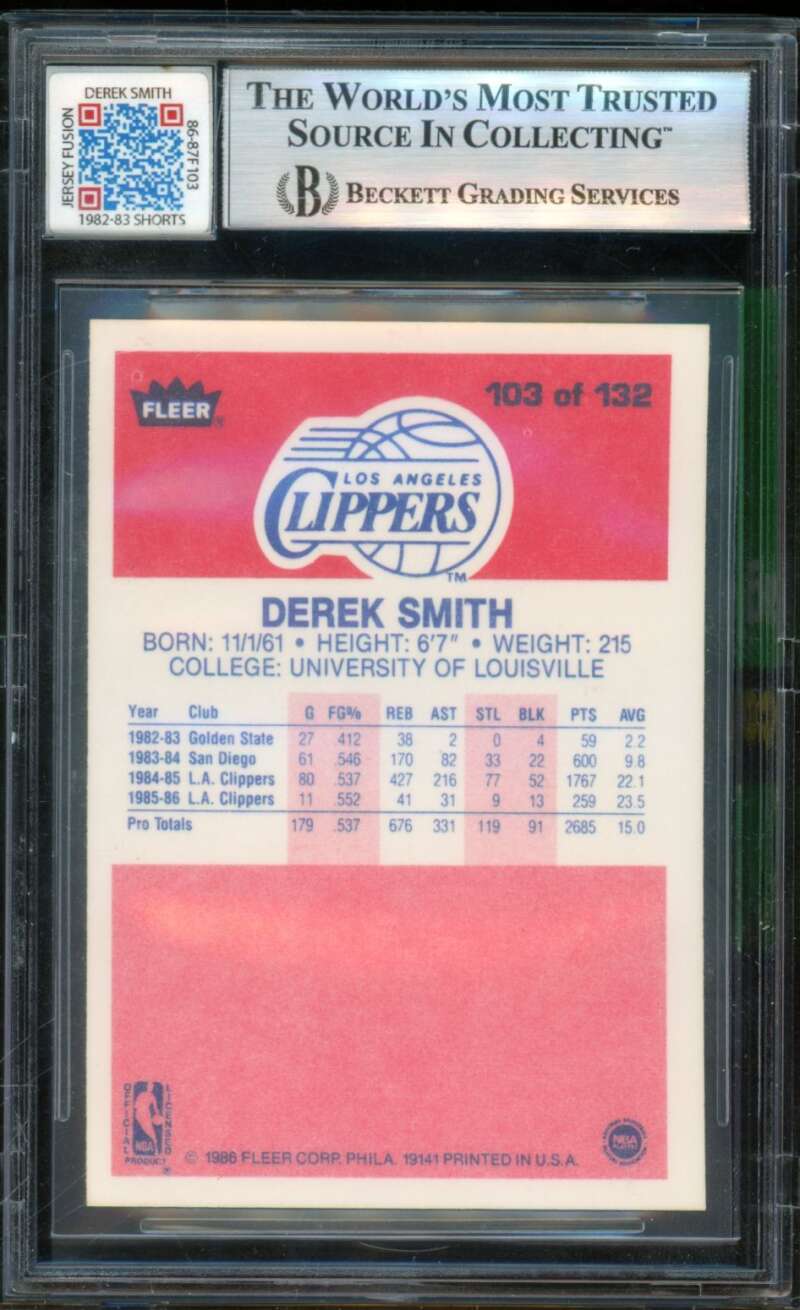 DEREK SMITH
JERSEY FUSION
86-87F 103
1982-83 SHORTS
THE WORLD'S MOST TRUSTED
SOURCE IN COLLECTING™
B BECKETT GRADING SERVICES
FLEER®
103 of 132
LOS ANGELES
CLIPPERS
TM
DEREK SMITH
BORN: 11/1/61 • HEIGHT: 6'7" • WEIGHT: 215
COLLEGE: UNIVERSITY OF LOUISVILLE
Year Club G FG% REB AST STL BLK PTS AVG
1982-83 Golden State 27 .412 38 2 0 4 59 2.2
1983-84 San Diego 61 .546 170 82 33 22 600 9.8
1984-85 L.A. Clippers 80 .537 427 216 77 52 1767 22.1
1985-86 L.A. Clippers 11 .552 41 31 9 13 259 23.5
Pro Totals 179 .537 676 331 119 91 2685 15.0
OFFICIAL
LICENSED
NBA
PRODUCT ®
© 1986 FLEER CORP. PHILA. 19141 PRINTED IN U.S.A.
NBA
PLAYERS